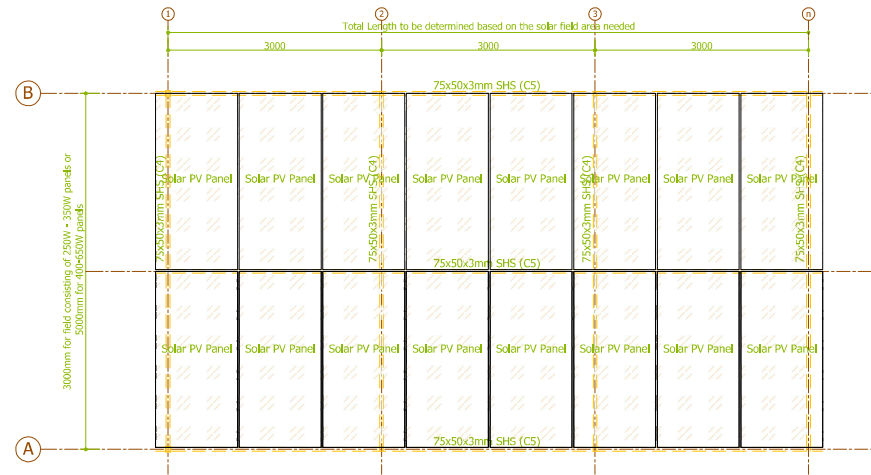 1 2 3 n
Total Length to be determined based on the solar field area needed
3000 3000 3000
B
75x50x3mm SHS (C5)
75x50x3mm SHS (C4)
75x50x3mm SHS (C4)
75x50x3mm SHS (C4)
75x50x3mm SHS (C4)
Solar PV Panel Solar PV Panel Solar PV Panel Solar PV Panel Solar PV Panel Solar PV Panel Solar PV Panel Solar PV Panel
3000mm for field consisting of 250W - 350W panels or
5000mm for 400-650W panels
75x50x3mm SHS (C5)
Solar PV Panel Solar PV Panel Solar PV Panel Solar PV Panel Solar PV Panel Solar PV Panel Solar PV Panel Solar PV Panel
75x50x3mm SHS (C5)
A